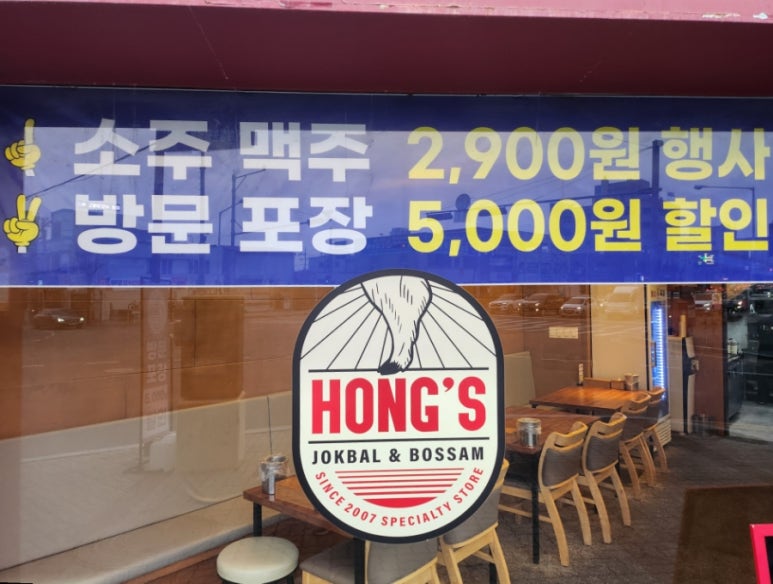 소주 맥주 2,900원 행사
방문 포장 5,000원 할인
HONG'S
JOKBAL & BOSSAM
SINCE 2007 SPECIALTY STORE